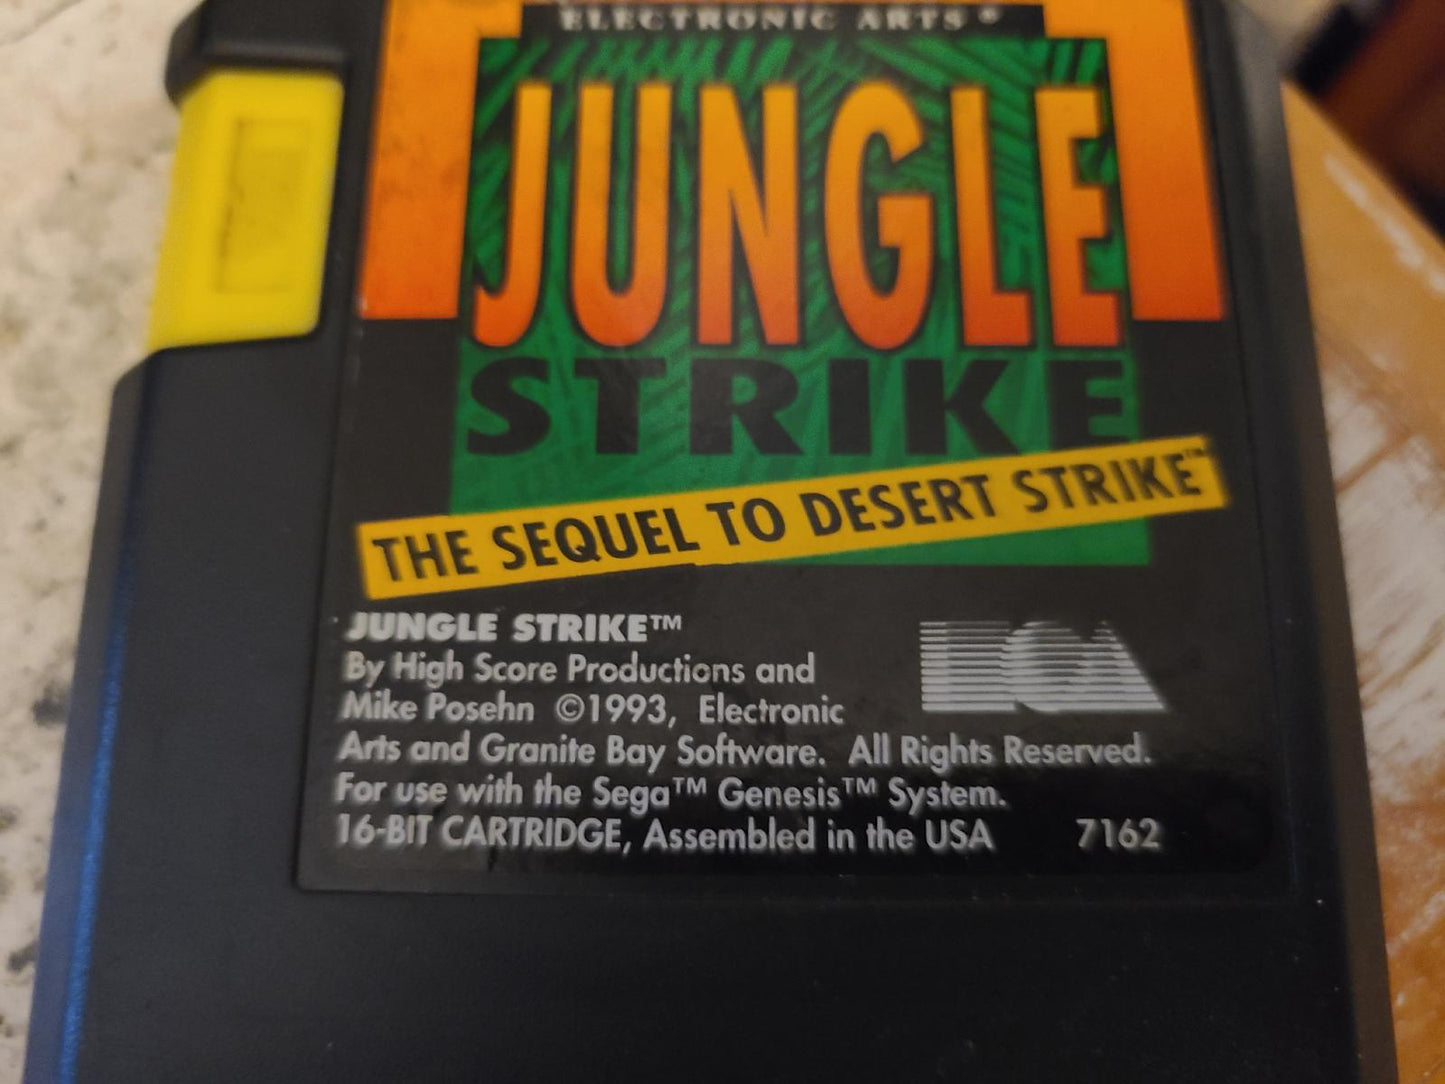 ELECTRONIC ARTS®
JUNGLE
STRIKE
THE SEQUEL TO DESERT STRIKE™
JUNGLE STRIKE™
By High Score Productions and
Mike Posehn ©1993, Electronic
Arts and Granite Bay Software. All Rights Reserved.
For use with the Sega™ Genesis™ System.
16-BIT CARTRIDGE, Assembled in the USA 7162
EA